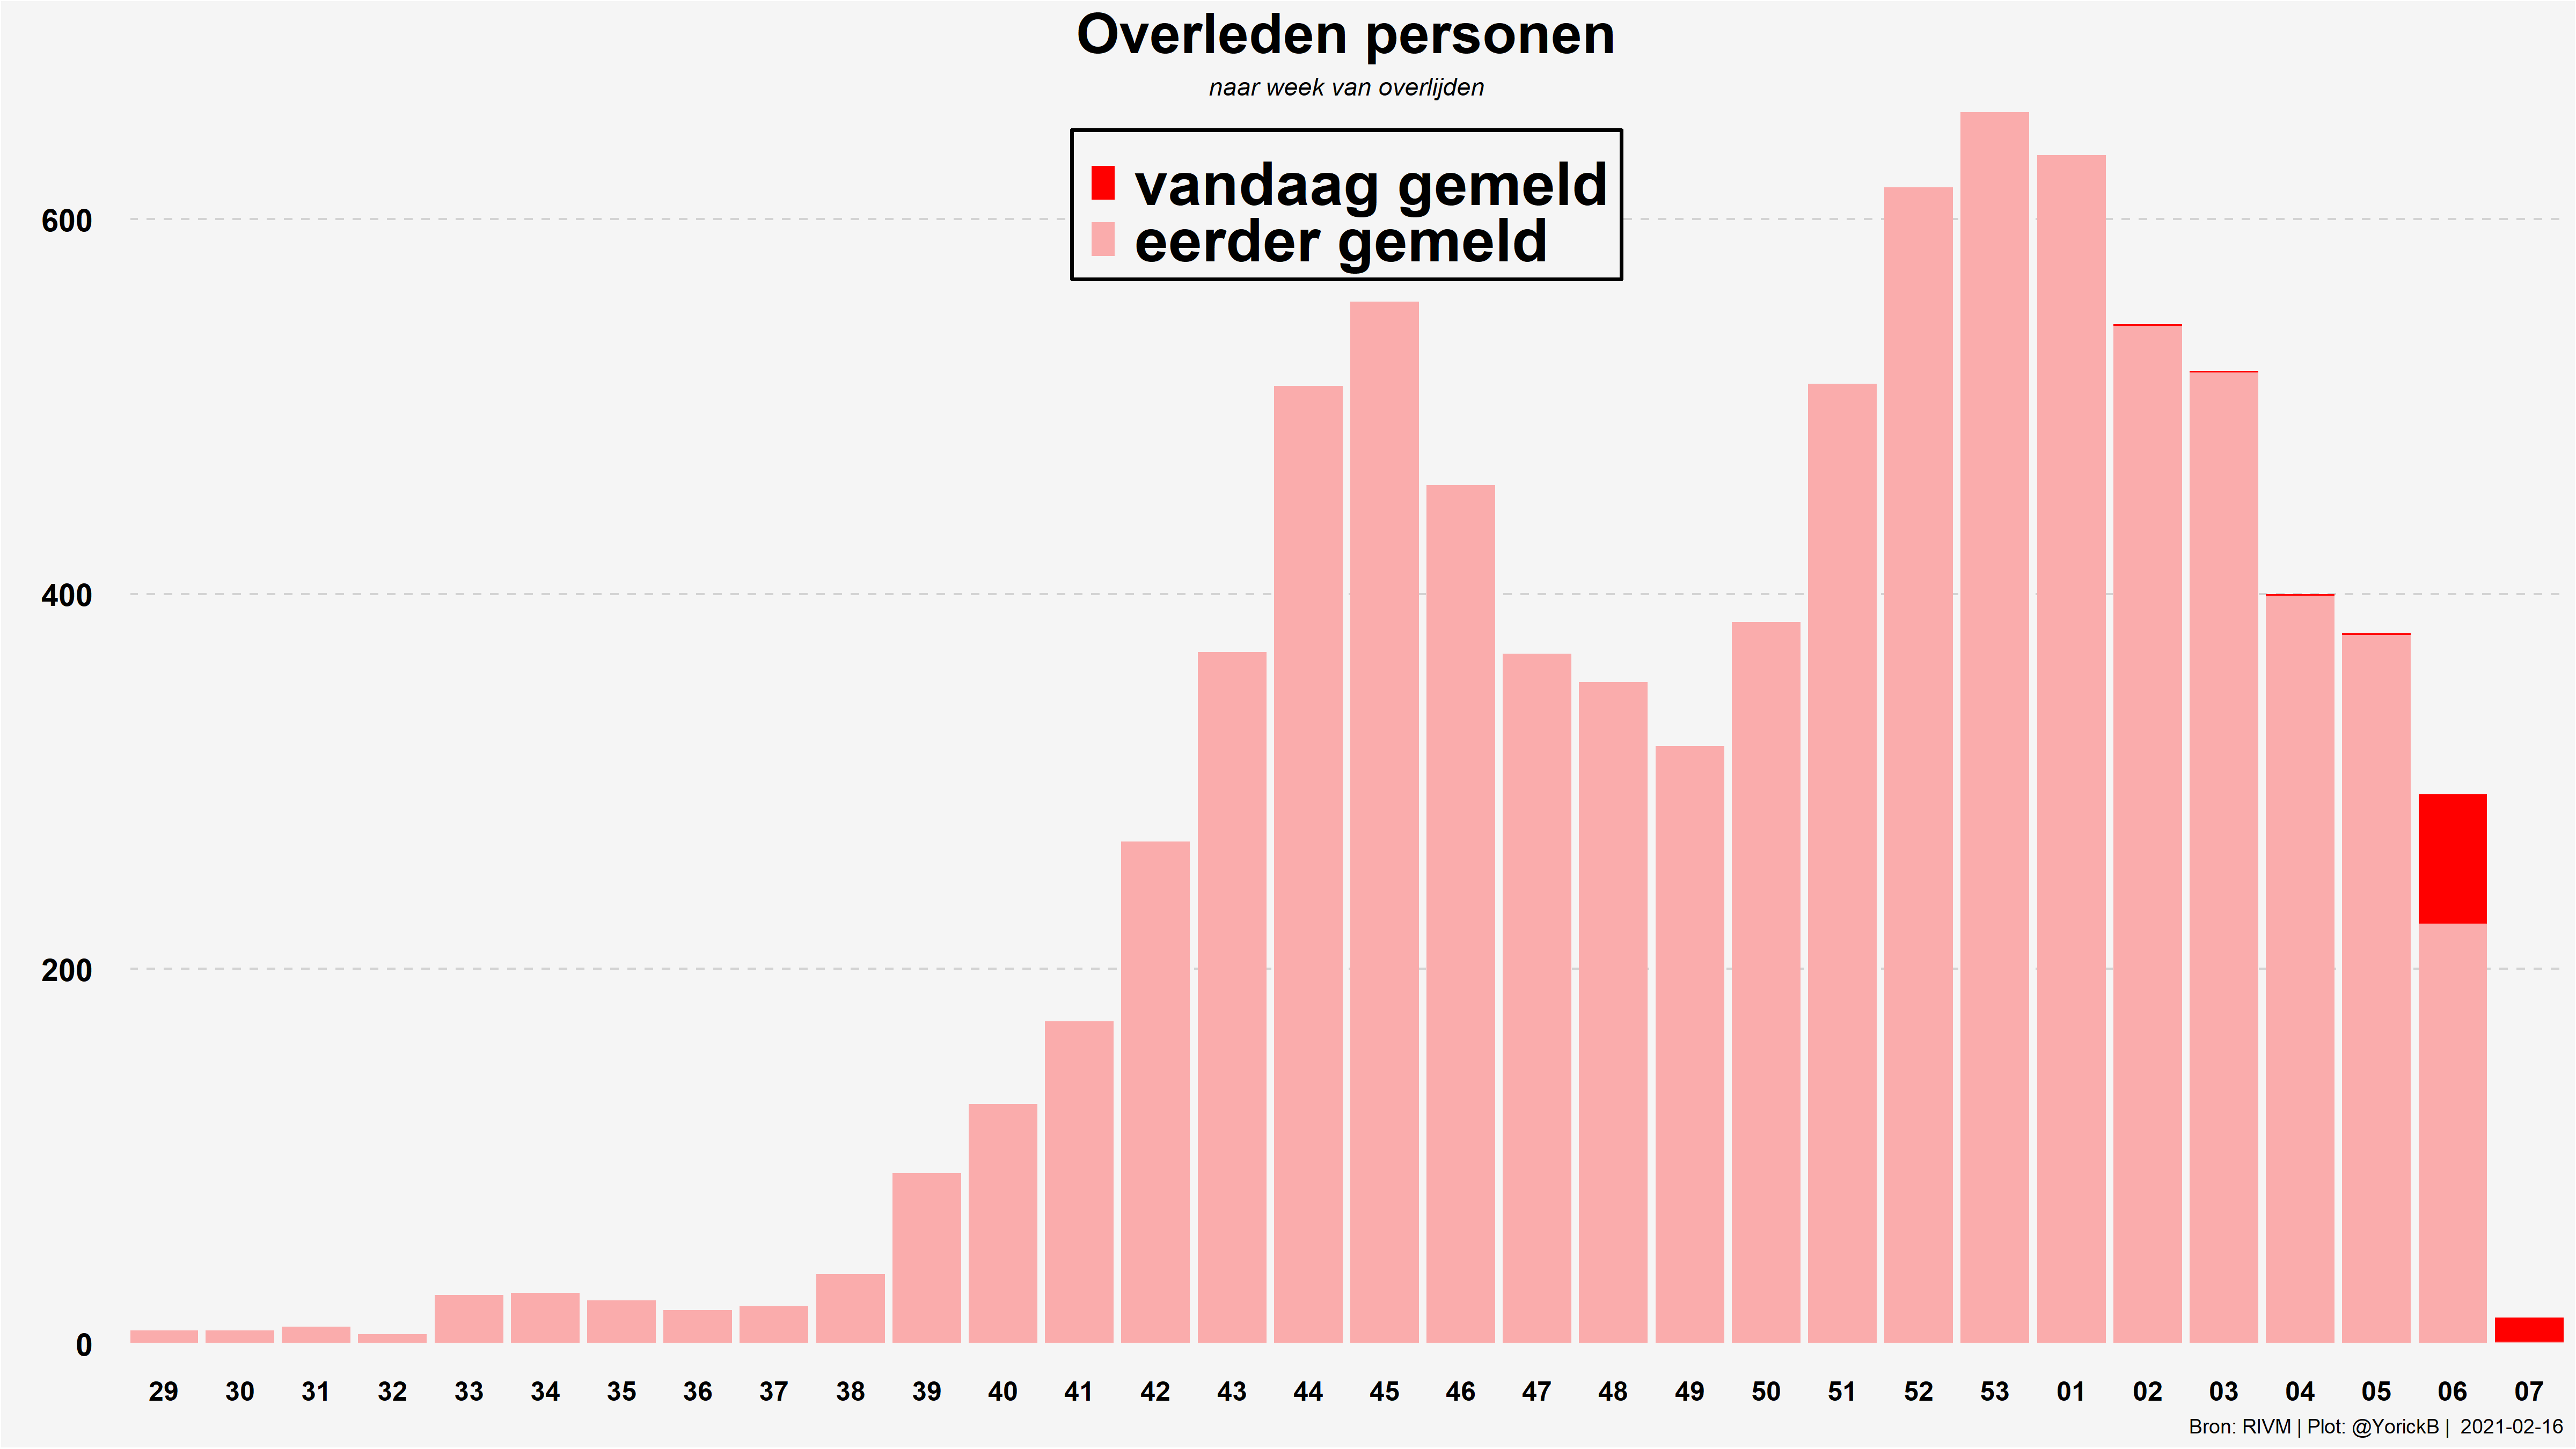 Overleden personen
naar week van overlijden
vandaag gemeld
eerder gemeld
600
400
200
0
29 30 31 32 33 34 35 36 37 38 39 40 41 42 43 44 45 46 47 48 49 50 51 52 53 01 02 03 04 05 06 07
Bron: RIVM | Plot: @YorickB | 2021-02-16